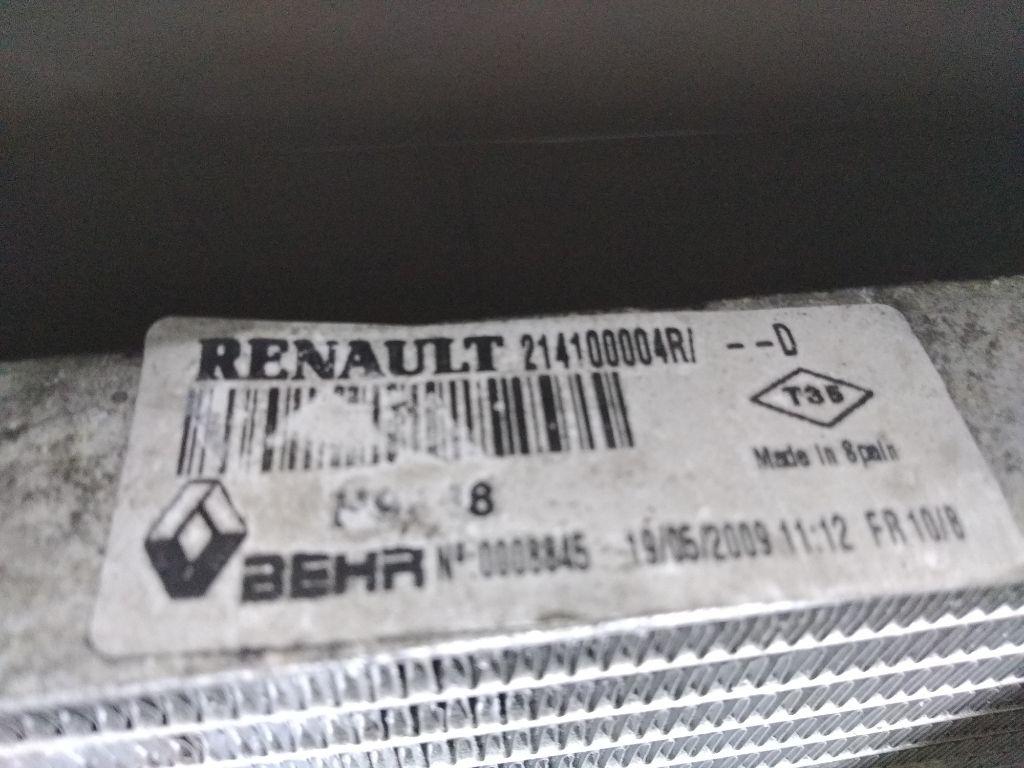 RENAULT 214100004R/ --D
T35
Made in Spain
8
BEHR Nº 0008845 19/05/2009 11:12 FR 10/8